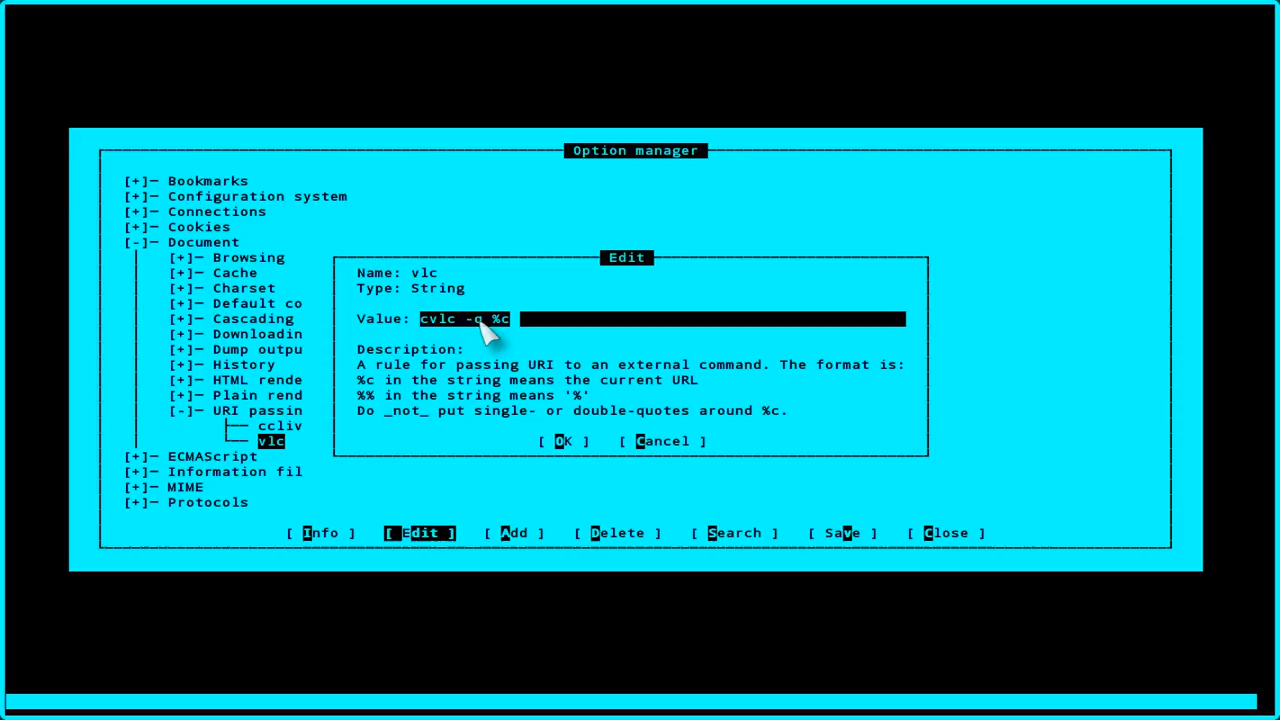 Option manager
[+]─ Bookmarks
[+]─ Configuration system
[+]─ Connections
[+]─ Cookies
[-]─ Document
[+]─ Browsing
[+]─ Cache
[+]─ Charset
[+]─ Default co
[+]─ Cascading
[+]─ Downloadin
[+]─ Dump outpu
[+]─ History
[+]─ HTML rende
[+]─ Plain rend
[-]─ URI passin
ccliv
vlc
[+]─ ECMAScript
[+]─ Information fil
[+]─ MIME
[+]─ Protocols
Edit
Name: vlc
Type: String
Value: cvlc -q %c
Description:
A rule for passing URI to an external command. The format is:
%c in the string means the current URL
%% in the string means '%'
Do _not_ put single- or double-quotes around %c.
[ OK ] [ Cancel ]
[ Info ] [ Edit ] [ Add ] [ Delete ] [ Search ] [ Save ] [ Close ]